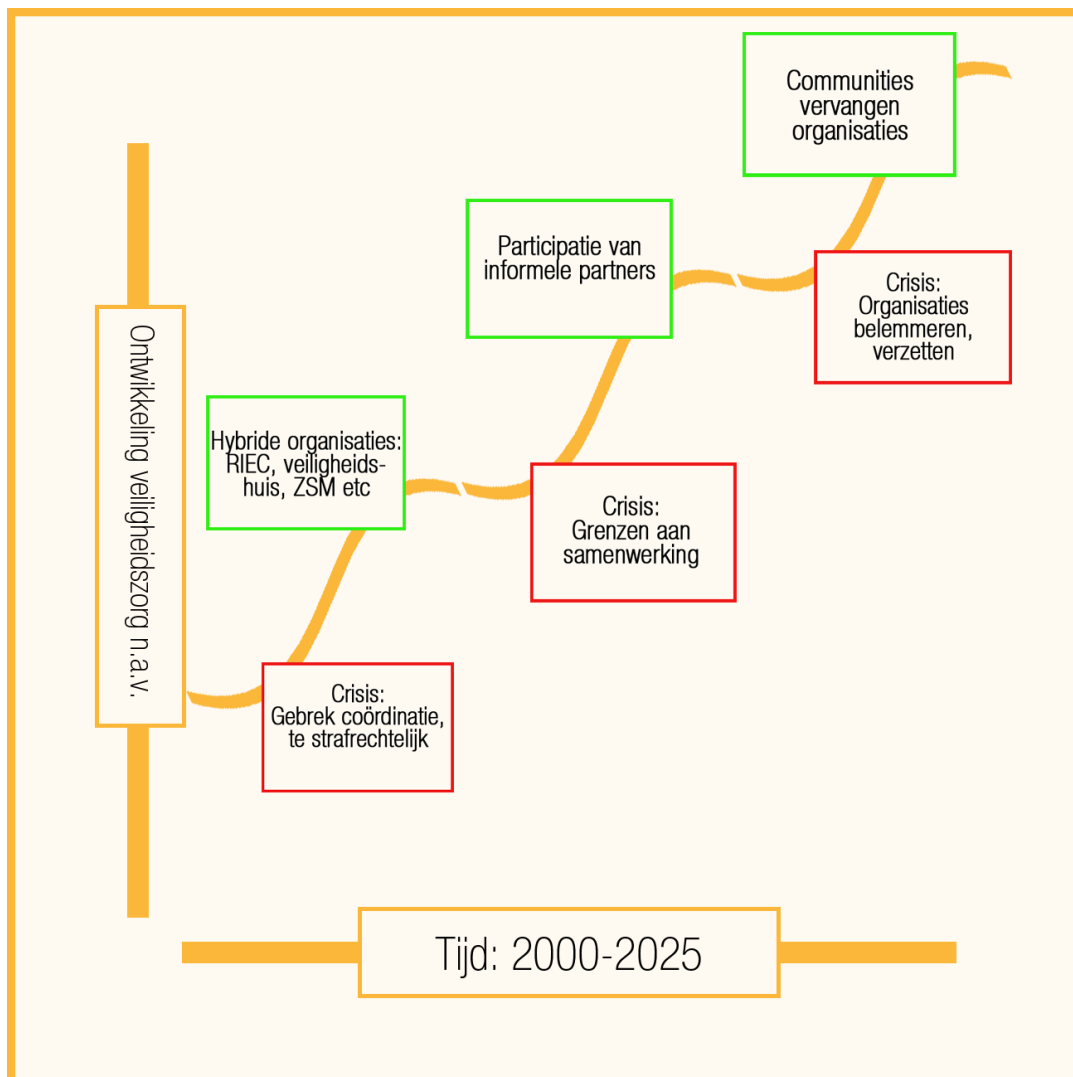 Communities
vervangen
organisaties
Participatie van
informele partners
Crisis:
Organisaties
belemmeren,
verzetten
Ontwikkeling veiligheidszorg n.a.v.
Hybride organisaties:
RIEC, veiligheids-
huis, ZSM etc
Crisis:
Grenzen aan
samenwerking
Crisis:
Gebrek coördinatie,
te strafrechtelijk
Tijd: 2000-2025